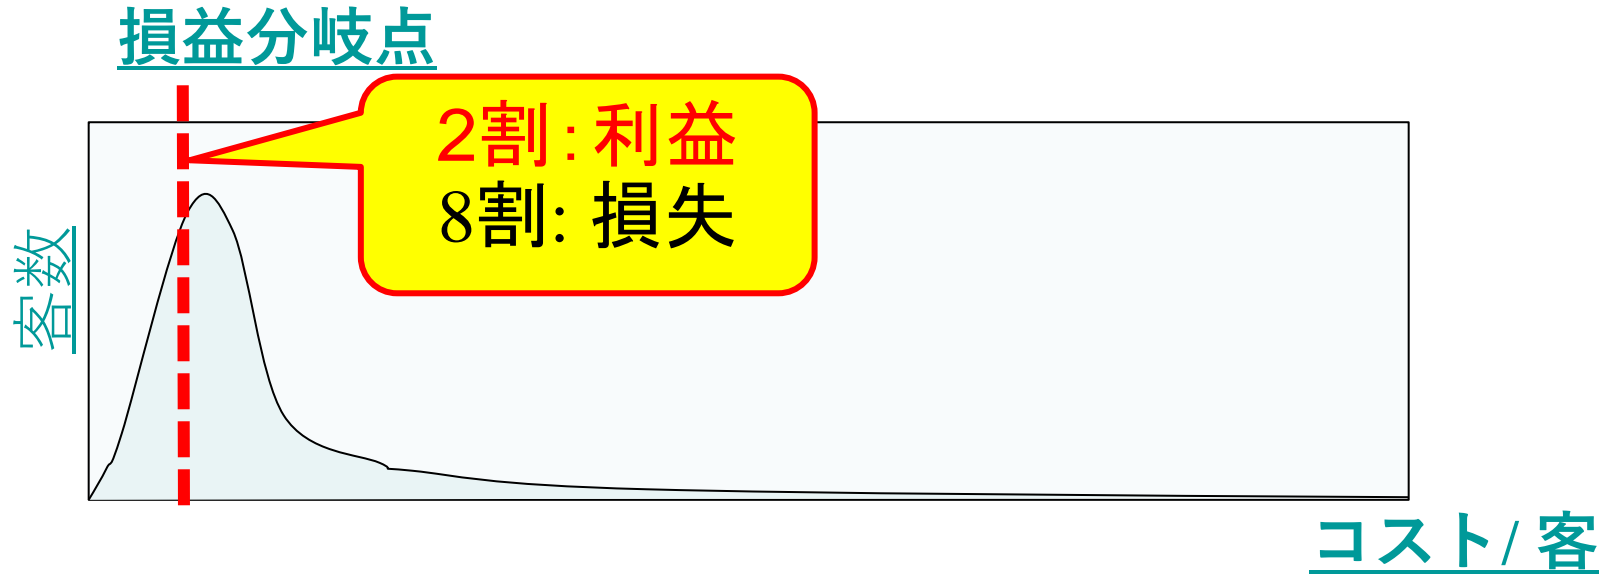 損益分岐点
2割：利益
8割: 損失
客数
コスト/ 客